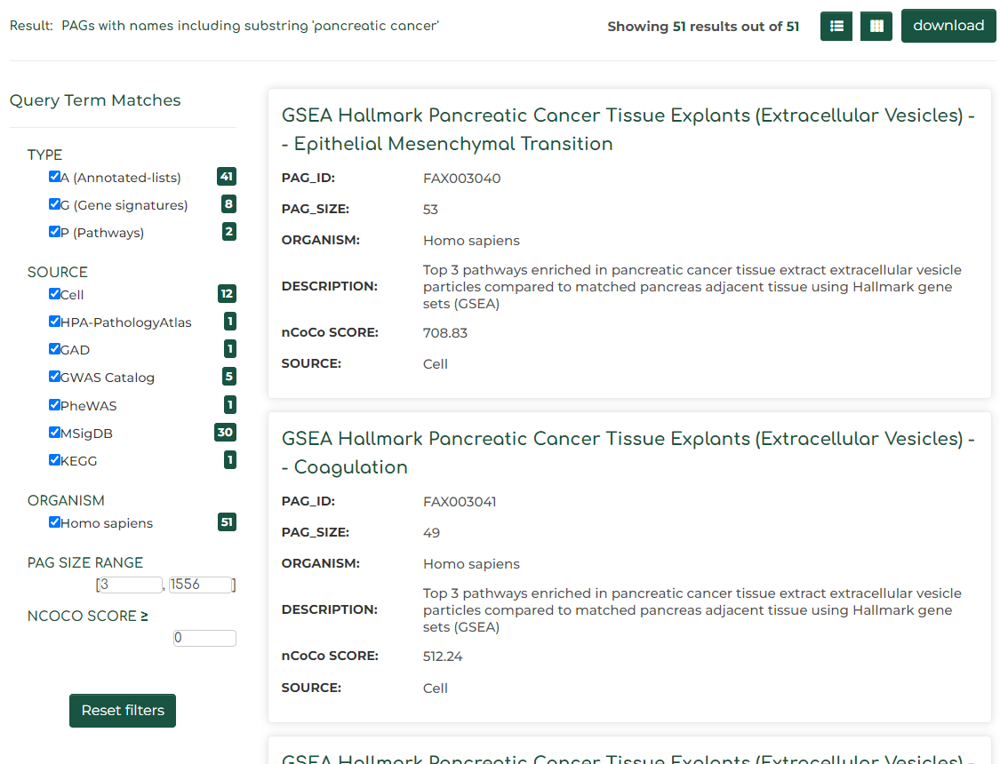 Result: PAGs with names including substring 'pancreatic cancer'
Showing 51 results out of 51
download
Query Term Matches
TYPE
A (Annotated-lists) 41
G (Gene signatures) 8
P (Pathways) 2
SOURCE
Cell 12
HPA-PathologyAtlas 1
GAD 1
GWAS Catalog 5
PheWAS 1
MSigDB 30
KEGG 1
ORGANISM
Homo sapiens 51
PAG SIZE RANGE
[3, 1556]
NCOCO SCORE ≥
0
Reset filters
GSEA Hallmark Pancreatic Cancer Tissue Explants (Extracellular Vesicles) -
- Epithelial Mesenchymal Transition
PAG_ID: FAX003040
PAG_SIZE: 53
ORGANISM: Homo sapiens
DESCRIPTION: Top 3 pathways enriched in pancreatic cancer tissue extract extracellular vesicle
particles compared to matched pancreas adjacent tissue using Hallmark gene
sets (GSEA)
nCoCo SCORE: 708.83
SOURCE: Cell
GSEA Hallmark Pancreatic Cancer Tissue Explants (Extracellular Vesicles) -
- Coagulation
PAG_ID: FAX003041
PAG_SIZE: 49
ORGANISM: Homo sapiens
DESCRIPTION: Top 3 pathways enriched in pancreatic cancer tissue extract extracellular vesicle
particles compared to matched pancreas adjacent tissue using Hallmark gene
sets (GSEA)
nCoCo SCORE: 512.24
SOURCE: Cell
GSEA Hallmark Pancreatic Cancer Tissue Explants (Extracellular Vesicles) -